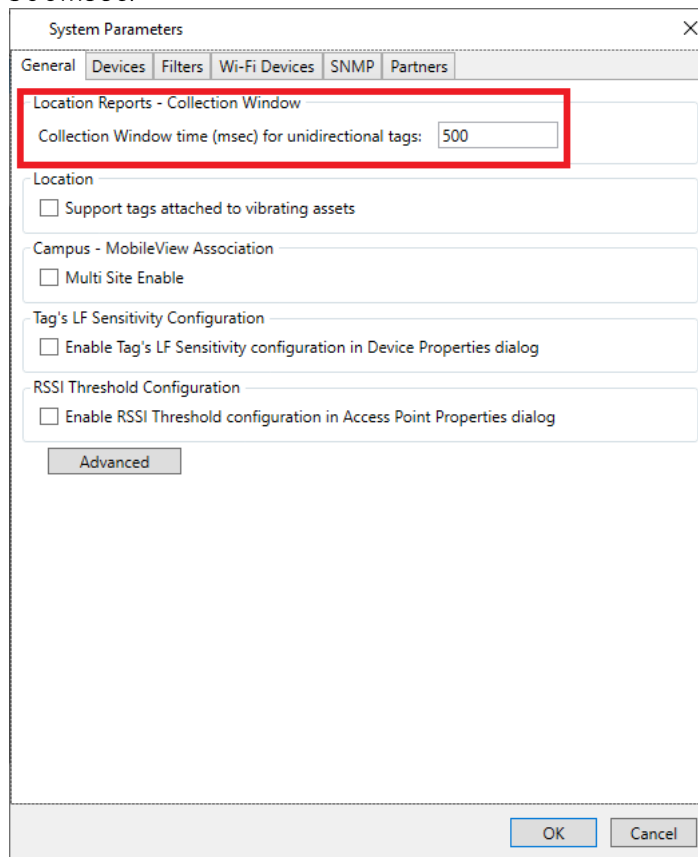 System Parameters
General Devices Filters Wi-Fi Devices SNMP Partners
Location Reports - Collection Window
Collection Window time (msec) for unidirectional tags: 500
Location
Support tags attached to vibrating assets
Campus - MobileView Association
Multi Site Enable
Tag's LF Sensitivity Configuration
Enable Tag's LF Sensitivity configuration in Device Properties dialog
RSSI Threshold Configuration
Enable RSSI Threshold configuration in Access Point Properties dialog
Advanced
OK Cancel